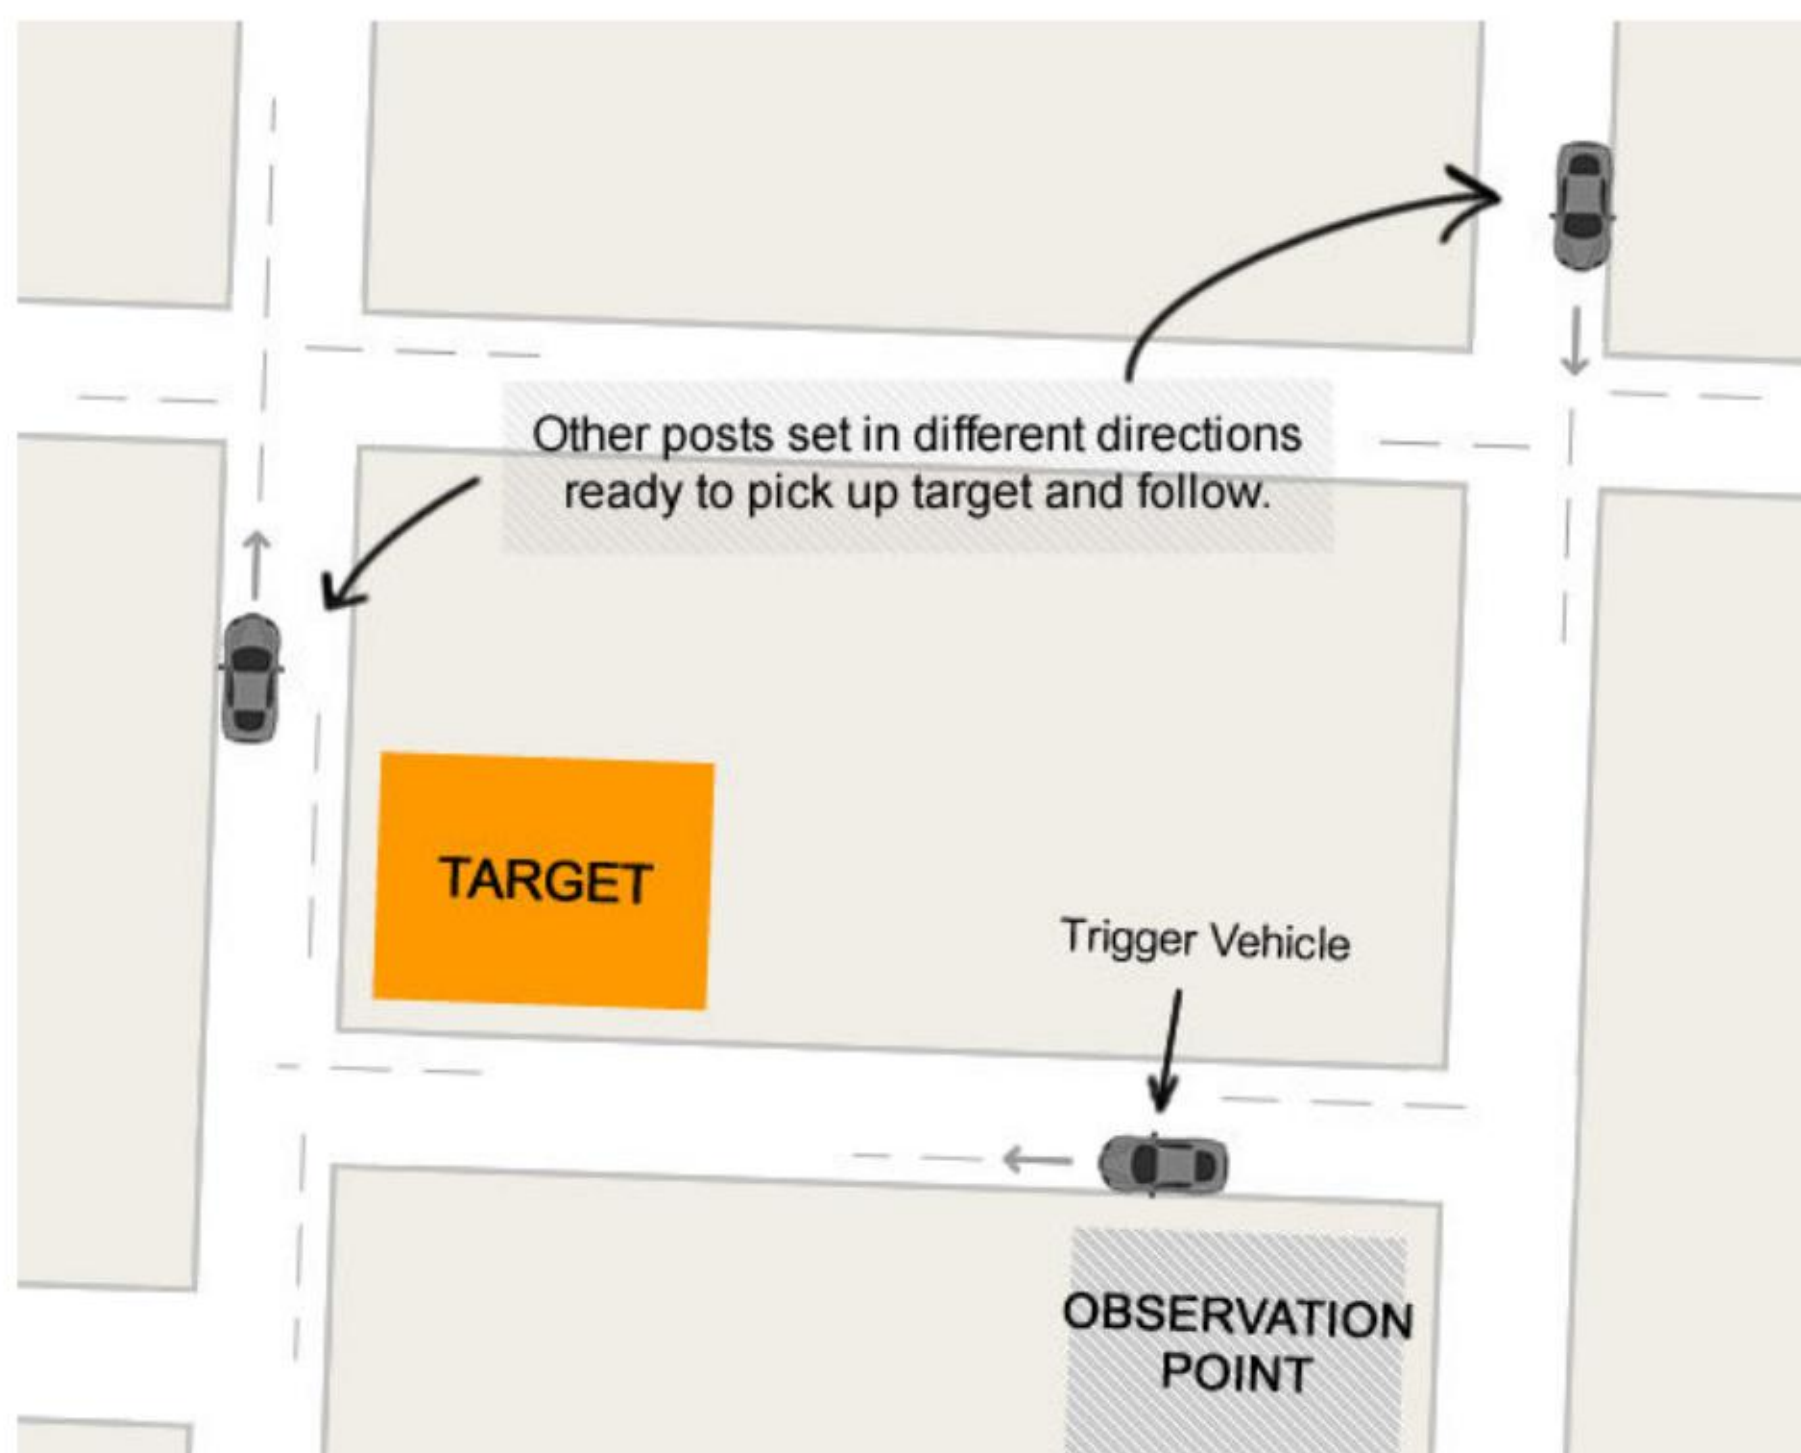 Other posts set in different directions
ready to pick up target and follow.
TARGET
Trigger Vehicle
OBSERVATION
POINT